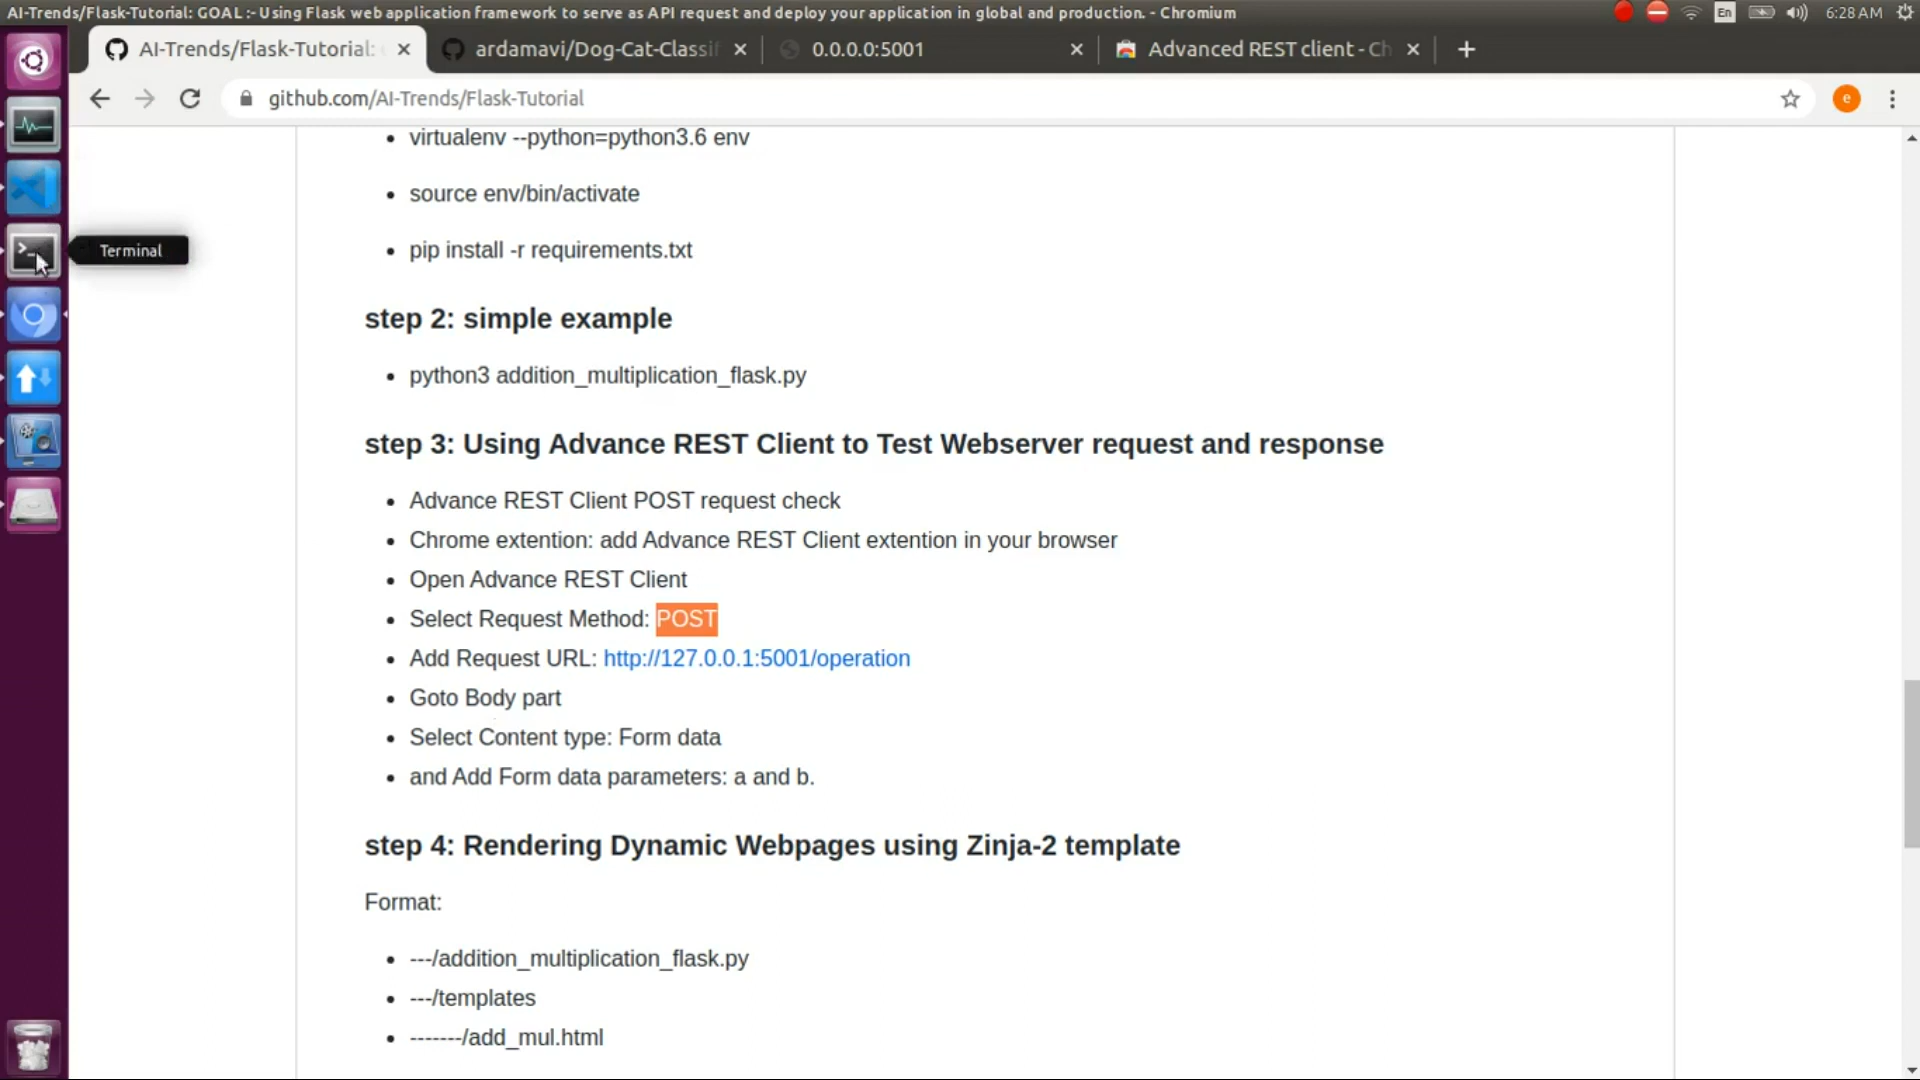 AI-Trends/Flask-Tutorial: GOAL :- Using Flask web application framework to serve as API request and deploy your application in global and production. - Chromium
En
6:28 AM
AI-Trends/Flask-Tutorial:
ardamavi/Dog-Cat-Classif
0.0.0.0:5001
Advanced REST client - Ch
github.com/AI-Trends/Flask-Tutorial
e
virtualenv --python=python3.6 env
source env/bin/activate
Terminal
pip install -r requirements.txt
step 2: simple example
python3 addition_multiplication_flask.py
step 3: Using Advance REST Client to Test Webserver request and response
Advance REST Client POST request check
Chrome extention: add Advance REST Client extention in your browser
Open Advance REST Client
Select Request Method: POST
Add Request URL: http://127.0.0.1:5001/operation
Goto Body part
Select Content type: Form data
and Add Form data parameters: a and b.
step 4: Rendering Dynamic Webpages using Zinja-2 template
Format:
---/addition_multiplication_flask.py
---/templates
-------/add_mul.html